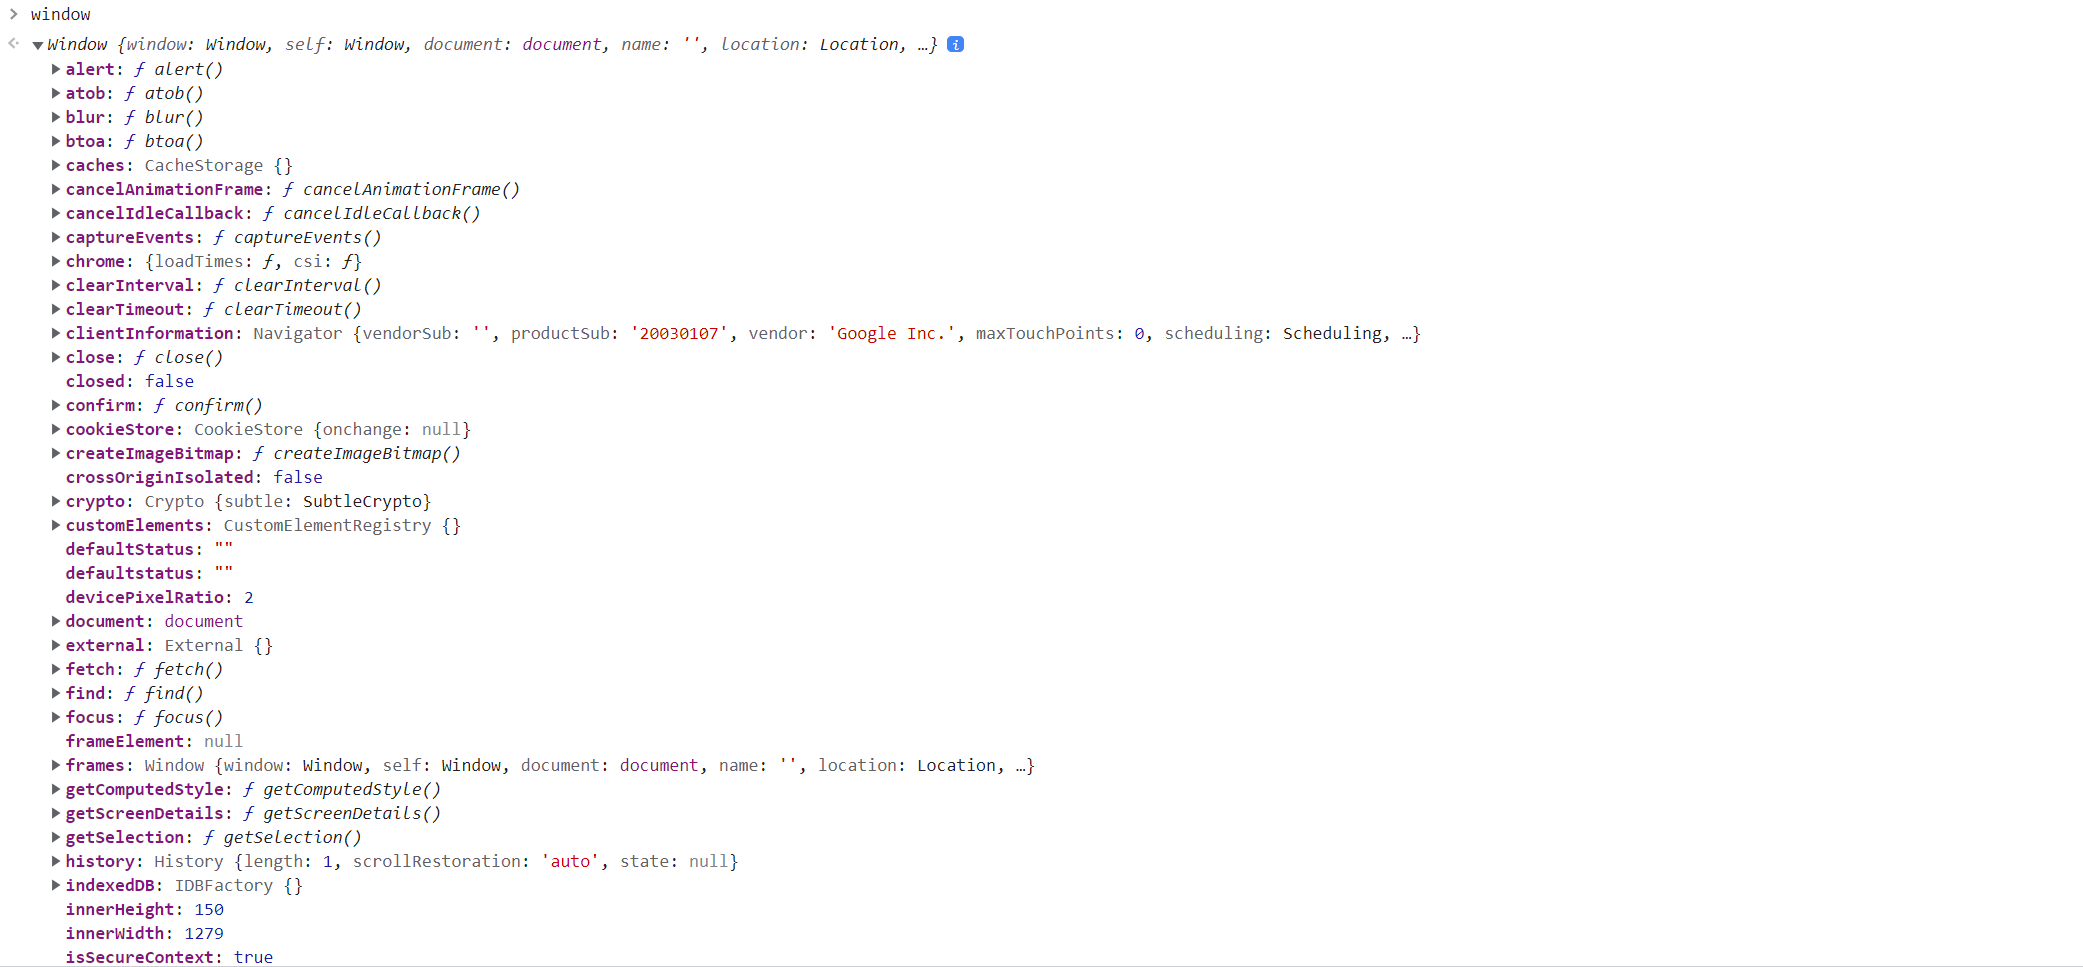 window
Window {window: Window, self: Window, document: document, name: '', location: Location, …} i
alert: ƒ alert()
atob: ƒ atob()
blur: ƒ blur()
btoa: ƒ btoa()
caches: CacheStorage {}
cancelAnimationFrame: ƒ cancelAnimationFrame()
cancelIdleCallback: ƒ cancelIdleCallback()
captureEvents: ƒ captureEvents()
chrome: {loadTimes: ƒ, csi: ƒ}
clearInterval: ƒ clearInterval()
clearTimeout: ƒ clearTimeout()
clientInformation: Navigator {vendorSub: '', productSub: '20030107', vendor: 'Google Inc.', maxTouchPoints: 0, scheduling: Scheduling, …}
close: ƒ close()
closed: false
confirm: ƒ confirm()
cookieStore: CookieStore {onchange: null}
createImageBitmap: ƒ createImageBitmap()
crossOriginIsolated: false
crypto: Crypto {subtle: SubtleCrypto}
customElements: CustomElementRegistry {}
defaultStatus: ""
defaultstatus: ""
devicePixelRatio: 2
document: document
external: External {}
fetch: ƒ fetch()
find: ƒ find()
focus: ƒ focus()
frameElement: null
frames: Window {window: Window, self: Window, document: document, name: '', location: Location, …}
getComputedStyle: ƒ getComputedStyle()
getScreenDetails: ƒ getScreenDetails()
getSelection: ƒ getSelection()
history: History {length: 1, scrollRestoration: 'auto', state: null}
indexedDB: IDBFactory {}
innerHeight: 150
innerWidth: 1279
isSecureContext: true